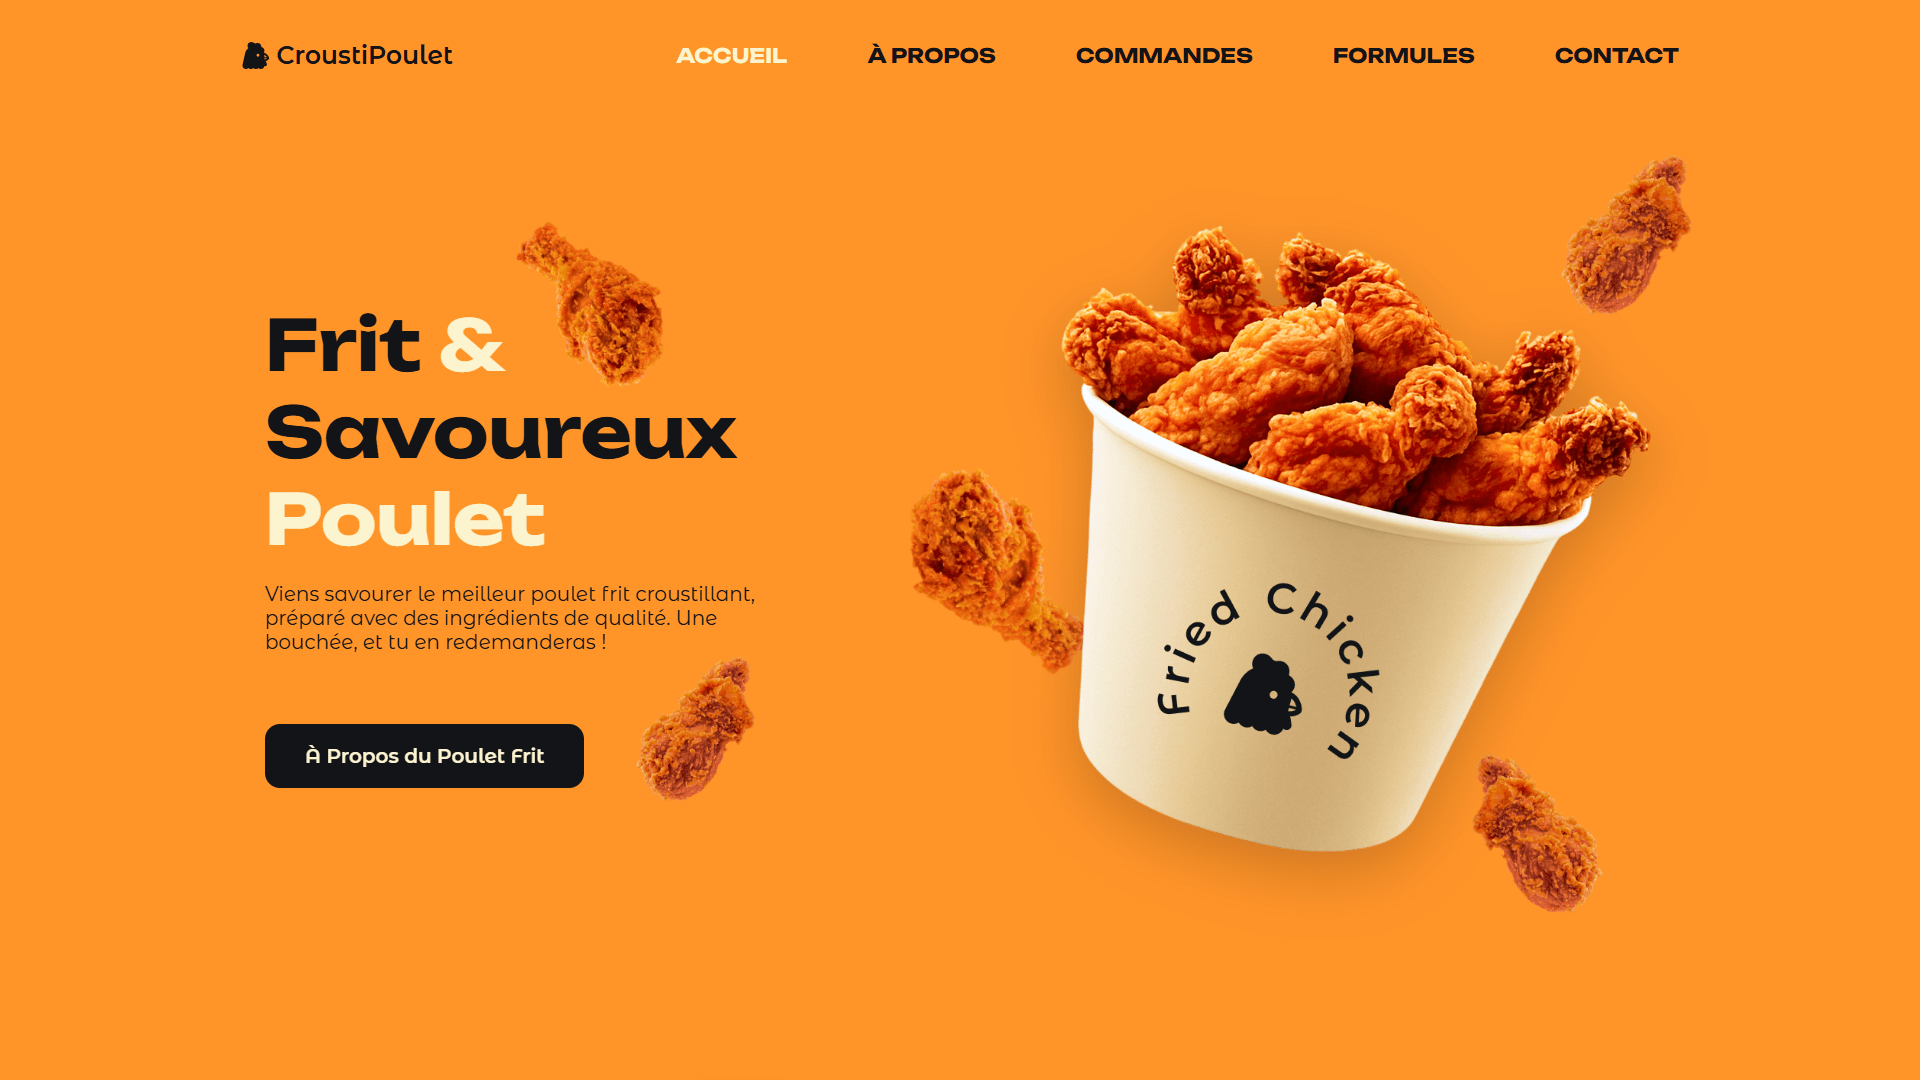 CroustiPoulet
ACCUEIL
À PROPOS
COMMANDES
FORMULES
CONTACT
Frit &
Savoureux
Poulet
Viens savourer le meilleur poulet frit croustillant,
préparé avec des ingrédients de qualité. Une
bouchée, et tu en redemanderas !
À Propos du Poulet Frit
Fried Chicken